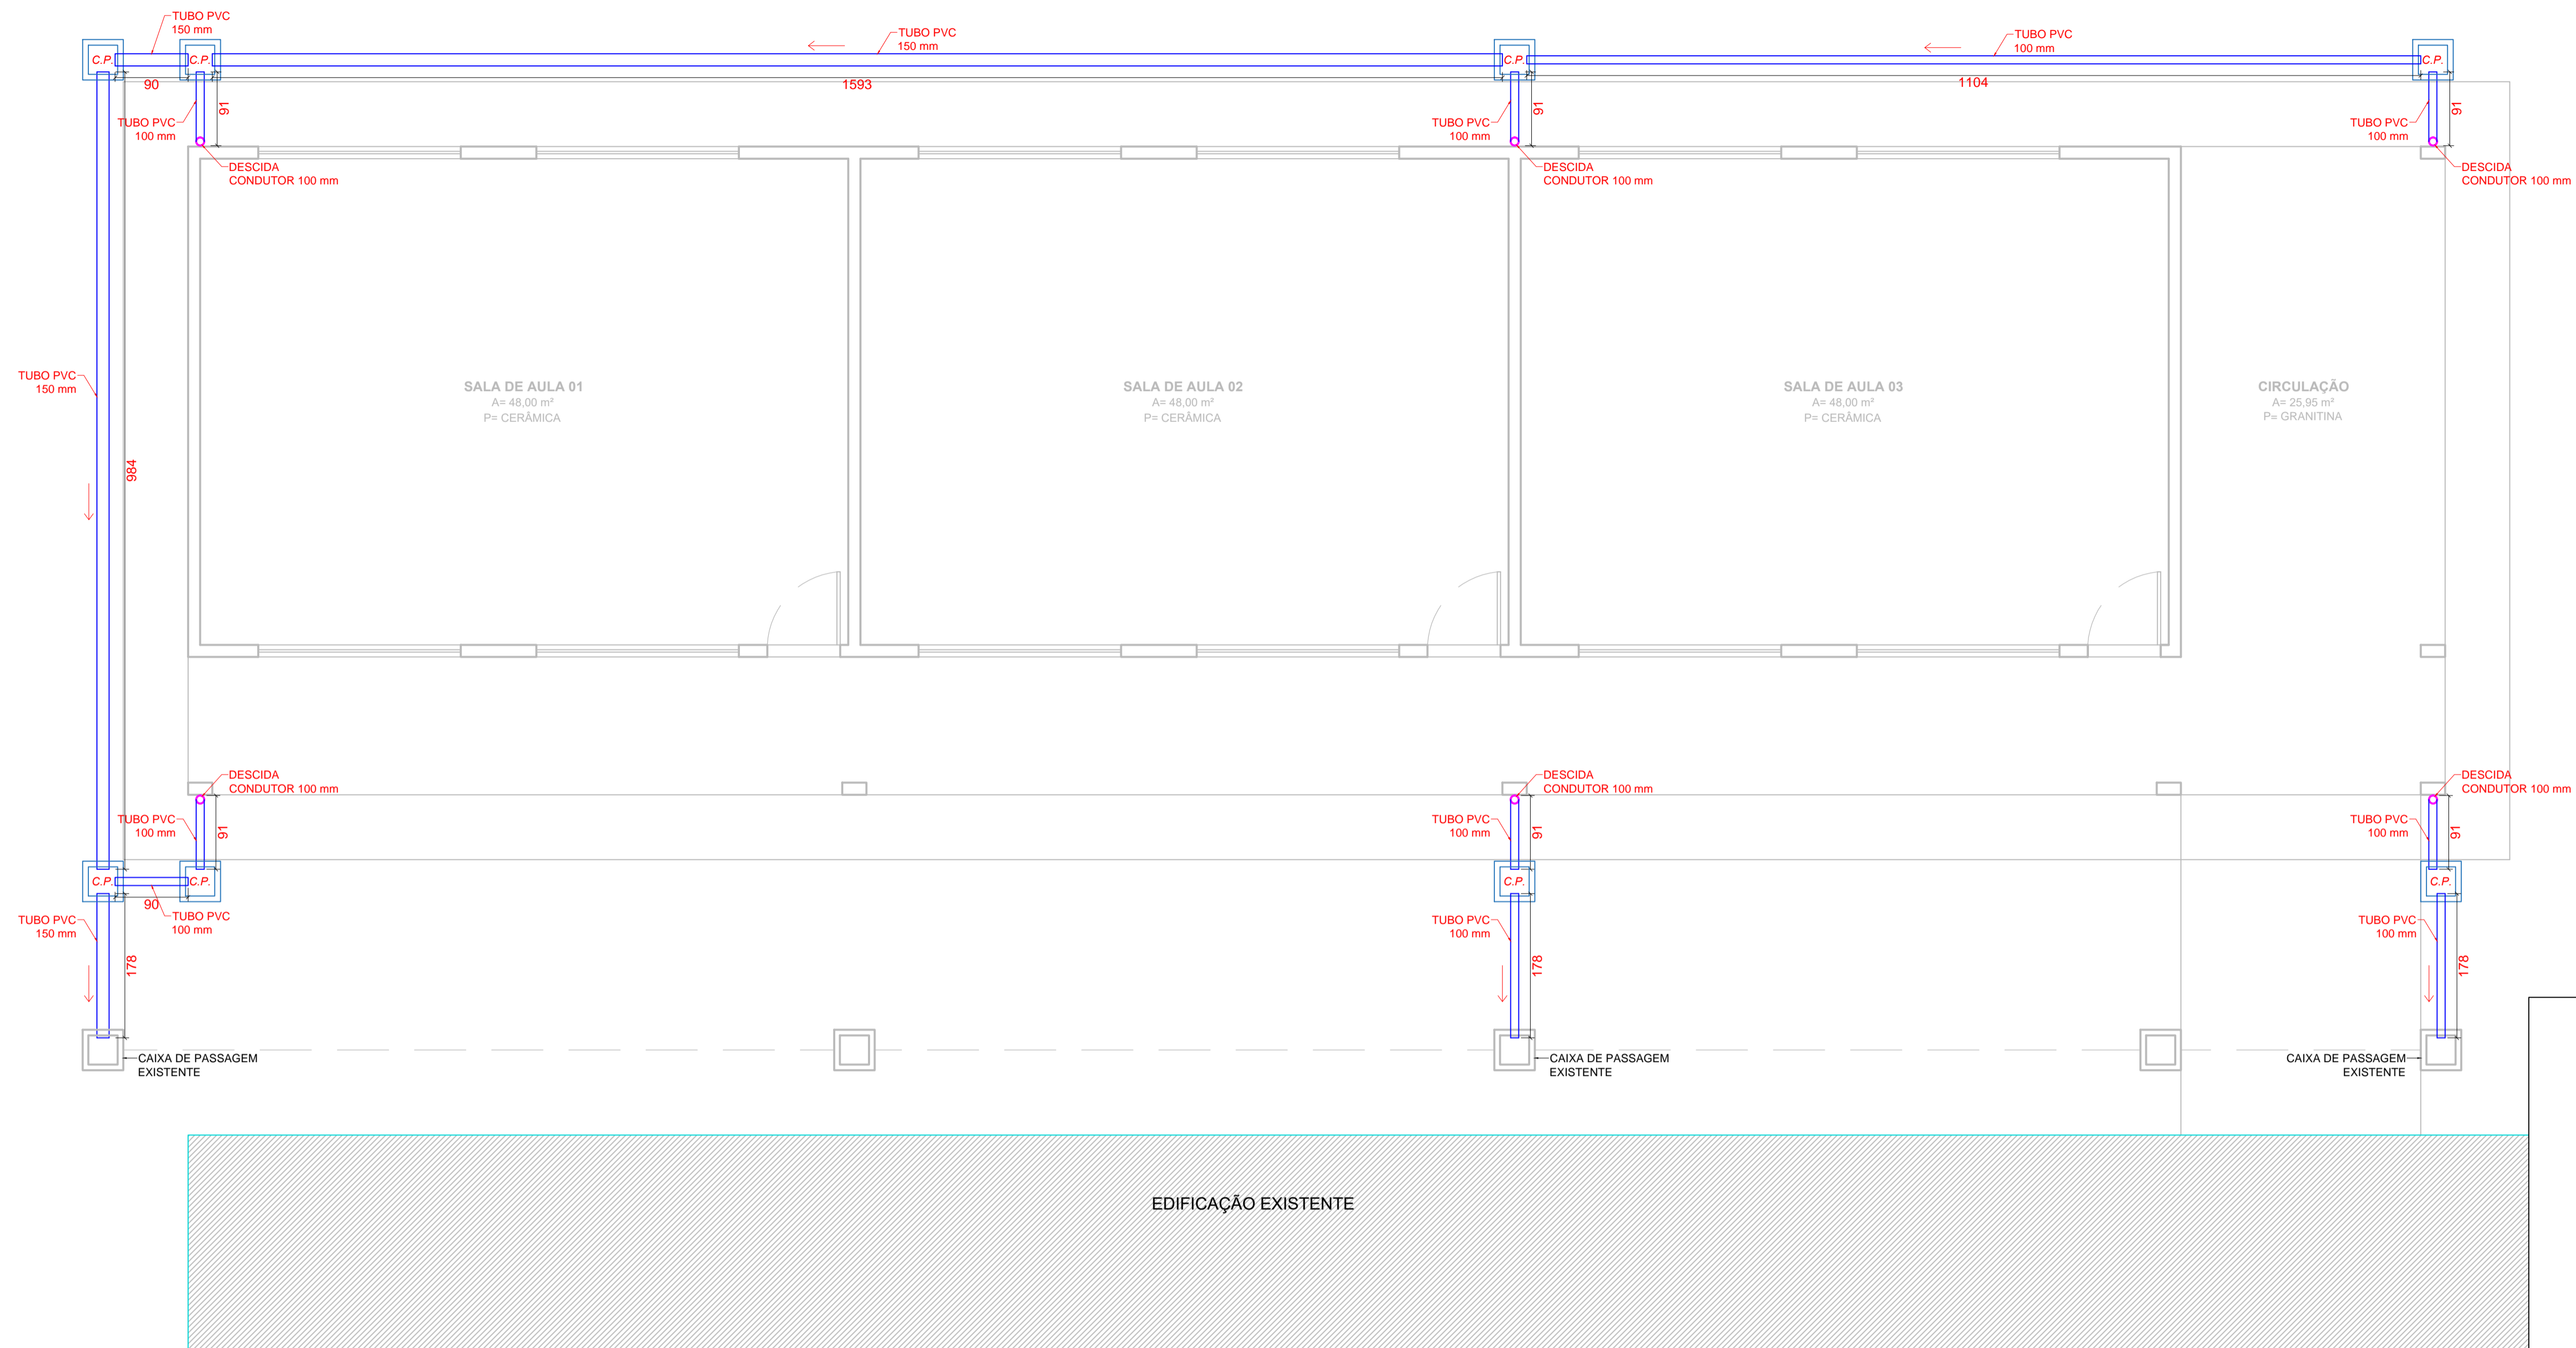 TUBO PVC
150 mm
TUBO PVC
150 mm
TUBO PVC
100 mm
C.P.
C.P.
C.P.
C.P.
90
1593
1104
91
91
91
TUBO PVC
100 mm
TUBO PVC
100 mm
TUBO PVC
100 mm
DESCIDA
CONDUTOR 100 mm
DESCIDA
CONDUTOR 100 mm
DESCIDA
CONDUTOR 100 mm
TUBO PVC
150 mm
984
SALA DE AULA 01
A= 48,00 m²
P= CERÂMICA
SALA DE AULA 02
A= 48,00 m²
P= CERÂMICA
SALA DE AULA 03
A= 48,00 m²
P= CERÂMICA
CIRCULAÇÃO
A= 25,95 m²
P= GRANITINA
DESCIDA
CONDUTOR 100 mm
DESCIDA
CONDUTOR 100 mm
DESCIDA
CONDUTOR 100 mm
TUBO PVC
100 mm
91
TUBO PVC
100 mm
91
TUBO PVC
100 mm
91
C.P.
C.P.
C.P.
C.P.
90
TUBO PVC
150 mm
TUBO PVC
100 mm
TUBO PVC
100 mm
TUBO PVC
100 mm
178
178
178
CAIXA DE PASSAGEM
EXISTENTE
CAIXA DE PASSAGEM
EXISTENTE
CAIXA DE PASSAGEM
EXISTENTE
EDIFICAÇÃO EXISTENTE